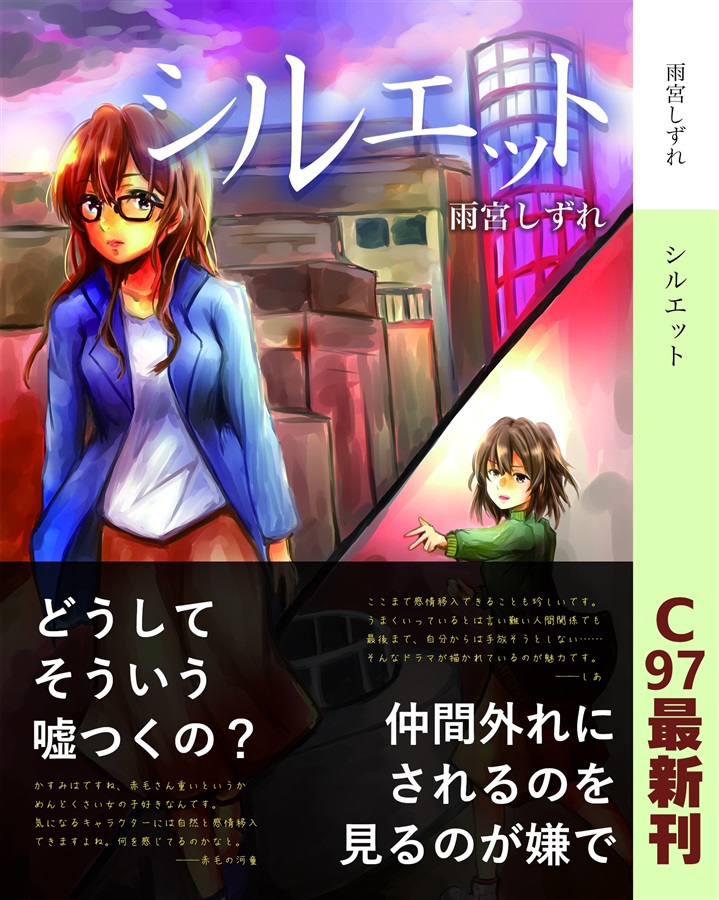 シルエット
雨宮しずれ
どうして
そういう
嘘つくの？
かすみはですね、赤毛さん重いというか
めんどくさい女の子好きなんです。
気になるキャラクターには自然と感情移入
できますよね。何を感じてるのかなと。
──赤毛の河童
ここまで感情移入できることも珍しいです。
うまくいっているとは言い難い人間関係でも
最後まで、自分からは手放そうとしない……
そんなドラマが描かれているのが魅力です。
──しあ
仲間外れに
されるのを
見るのが嫌で
雨宮しずれ
シルエット
C
97
最新刊